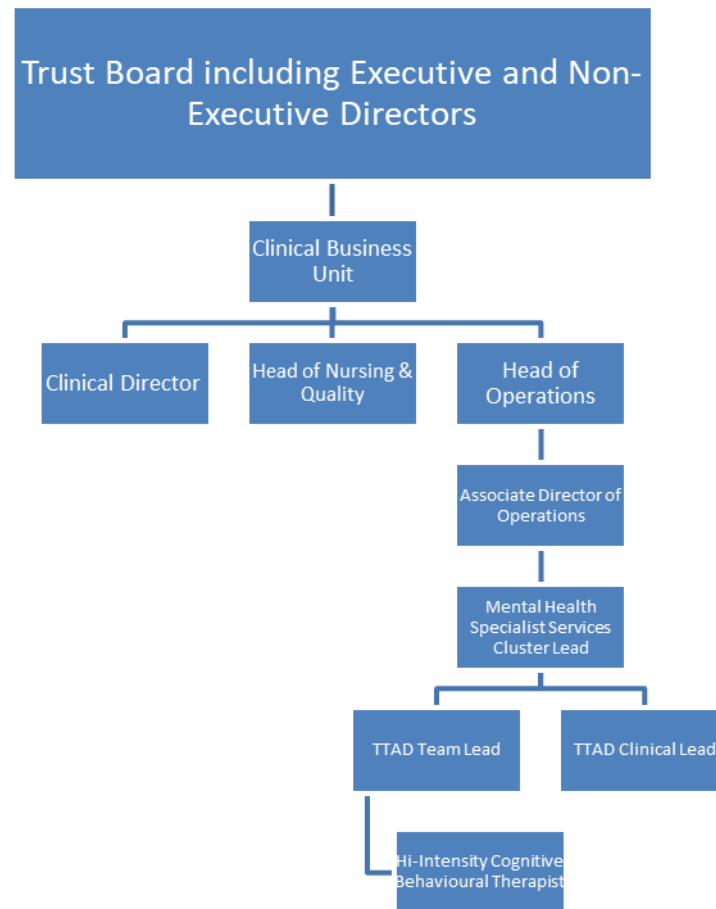 Trust Board including Executive and Non-
Executive Directors
Clinical Business
Unit
Clinical Director
Head of Nursing &
Quality
Head of
Operations
Associate Director of
Operations
Mental Health
Specialist Services
Cluster Lead
TTAD Team Lead
TTAD Clinical Lead
Hi-Intensity Cognitive
Behavioural Therapist